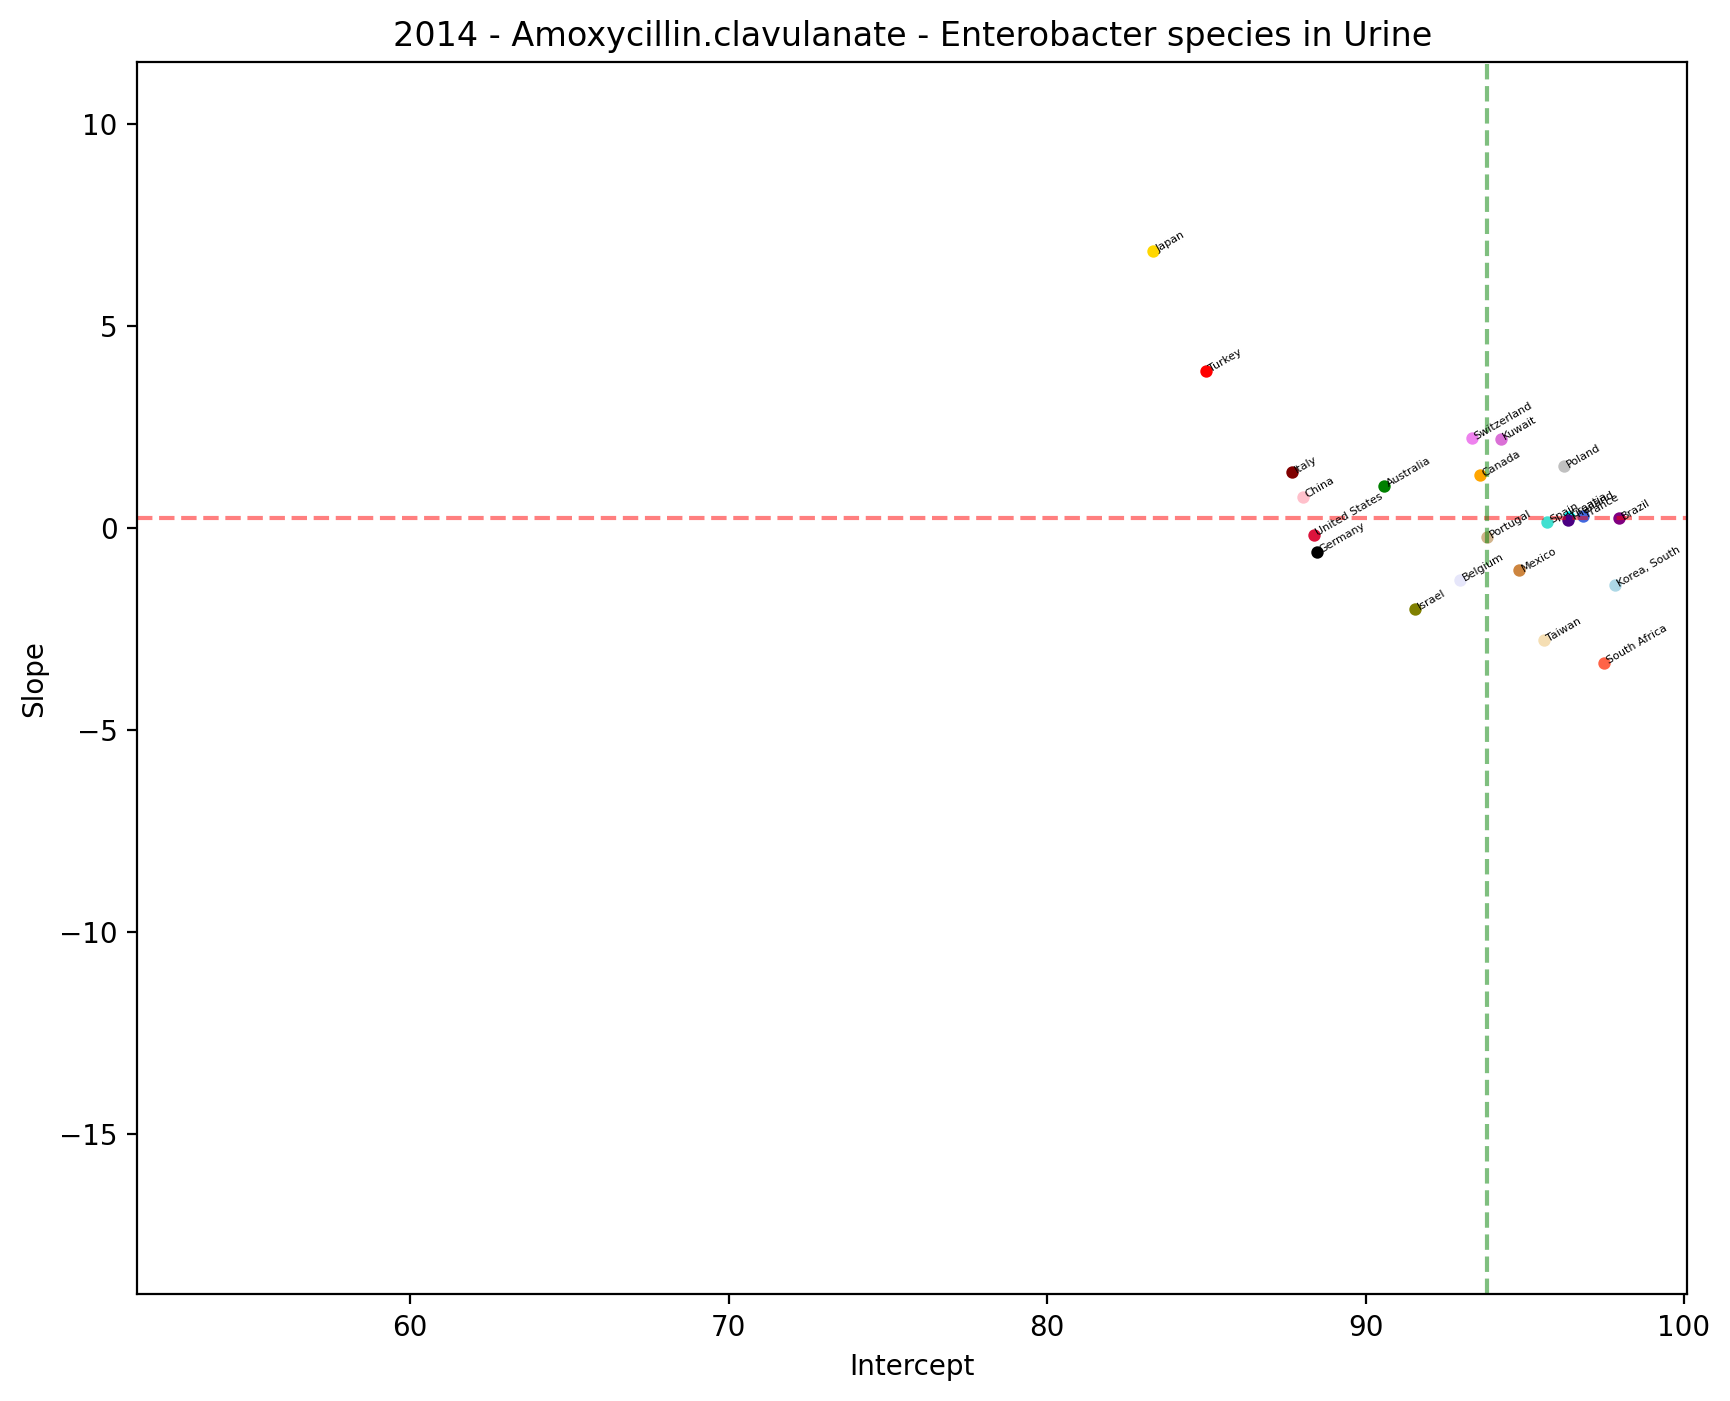 2014 - Amoxycillin.clavulanate - Enterobacter species in Urine
10
5
0
−5
−10
−15
Slope
Japan
Turkey
Switzerland
Kuwait
Italy
Poland
Canada
China
Australia
United States
Spain
Croatia
France
Brazil
Germany
Portugal
Belgium
Mexico
Korea, South
Israel
Taiwan
South Africa
60
70
80
90
100
Intercept